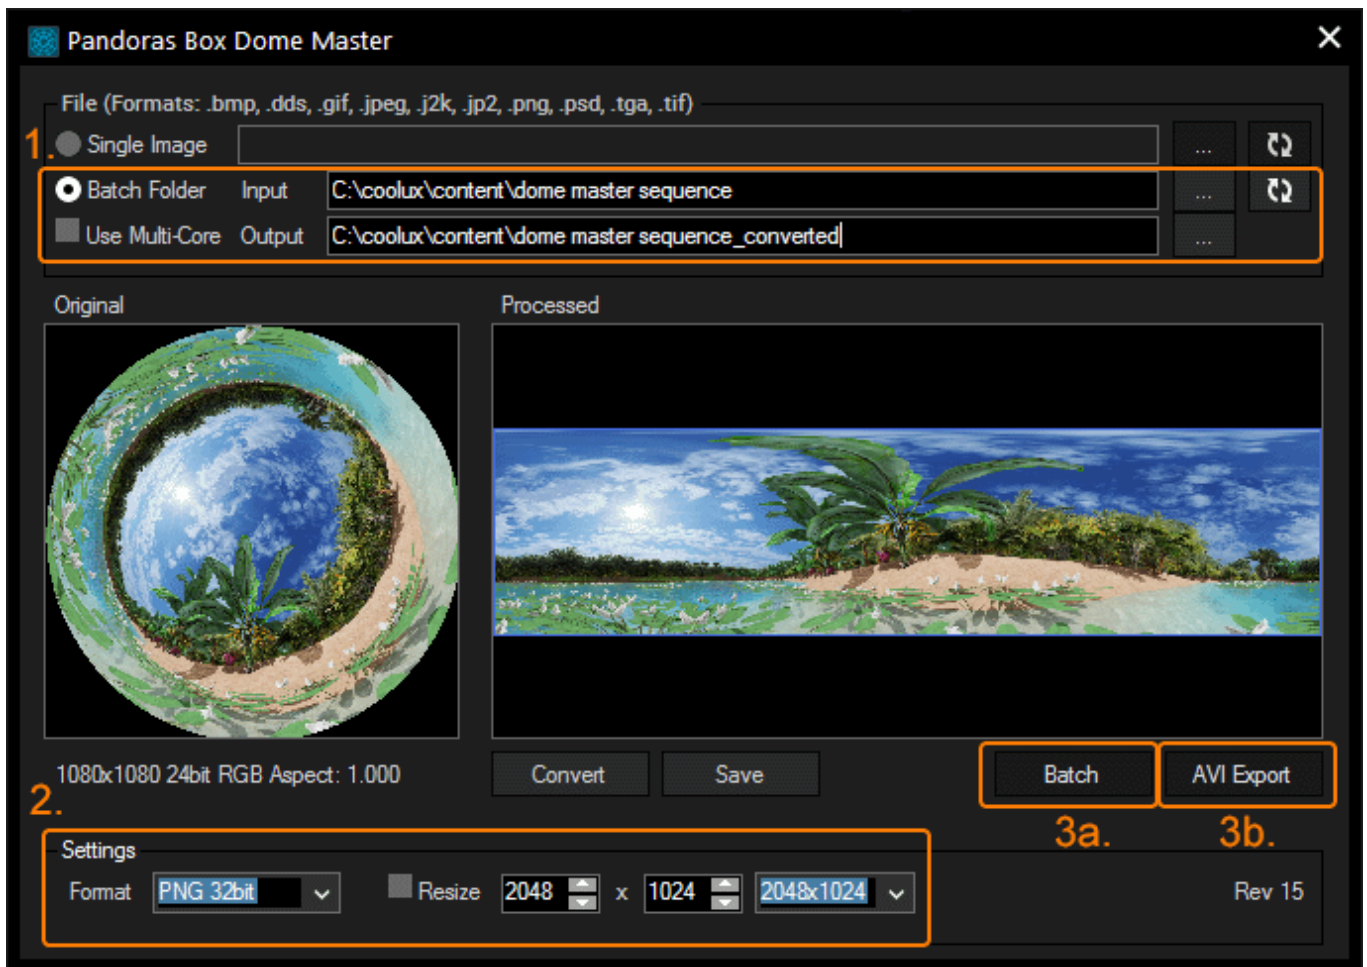 Pandoras Box Dome Master
File (Formats: .bmp, .dds, .gif, .jpeg, .j2k, .jp2, .png, .psd, .tga, .tif)
1. Single Image ...
Batch Folder Input C:\coolux\content\dome master sequence ...
Use Multi-Core Output C:\coolux\content\dome master sequence_converted ...
Original Processed
1080x1080 24bit RGB Aspect: 1.000 Convert Save Batch AVI Export
2. 3a. 3b.
Settings
Format PNG 32bit Resize 2048 x 1024 2048x1024 Rev 15